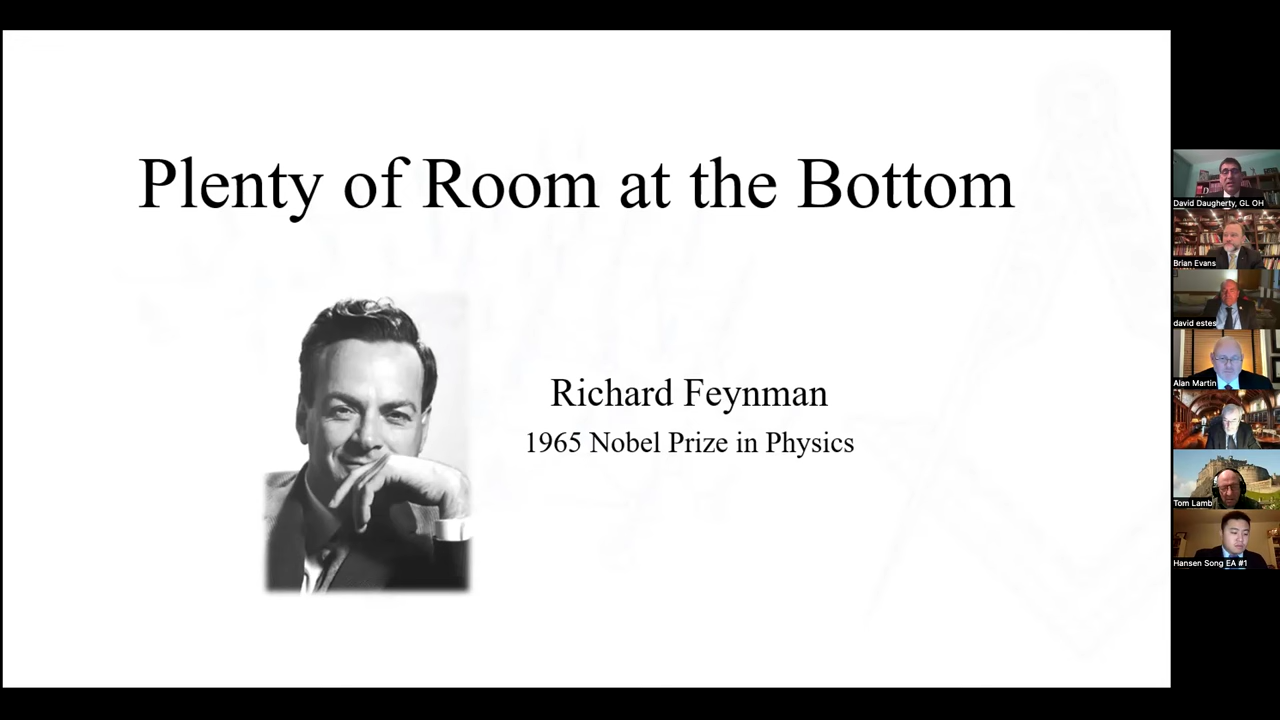 Plenty of Room at the Bottom
Richard Feynman
1965 Nobel Prize in Physics
David Daugherty, GL OH
Brian Evans
david estes
Alan Martin
Tom Lamb
Hansen Song EA #1